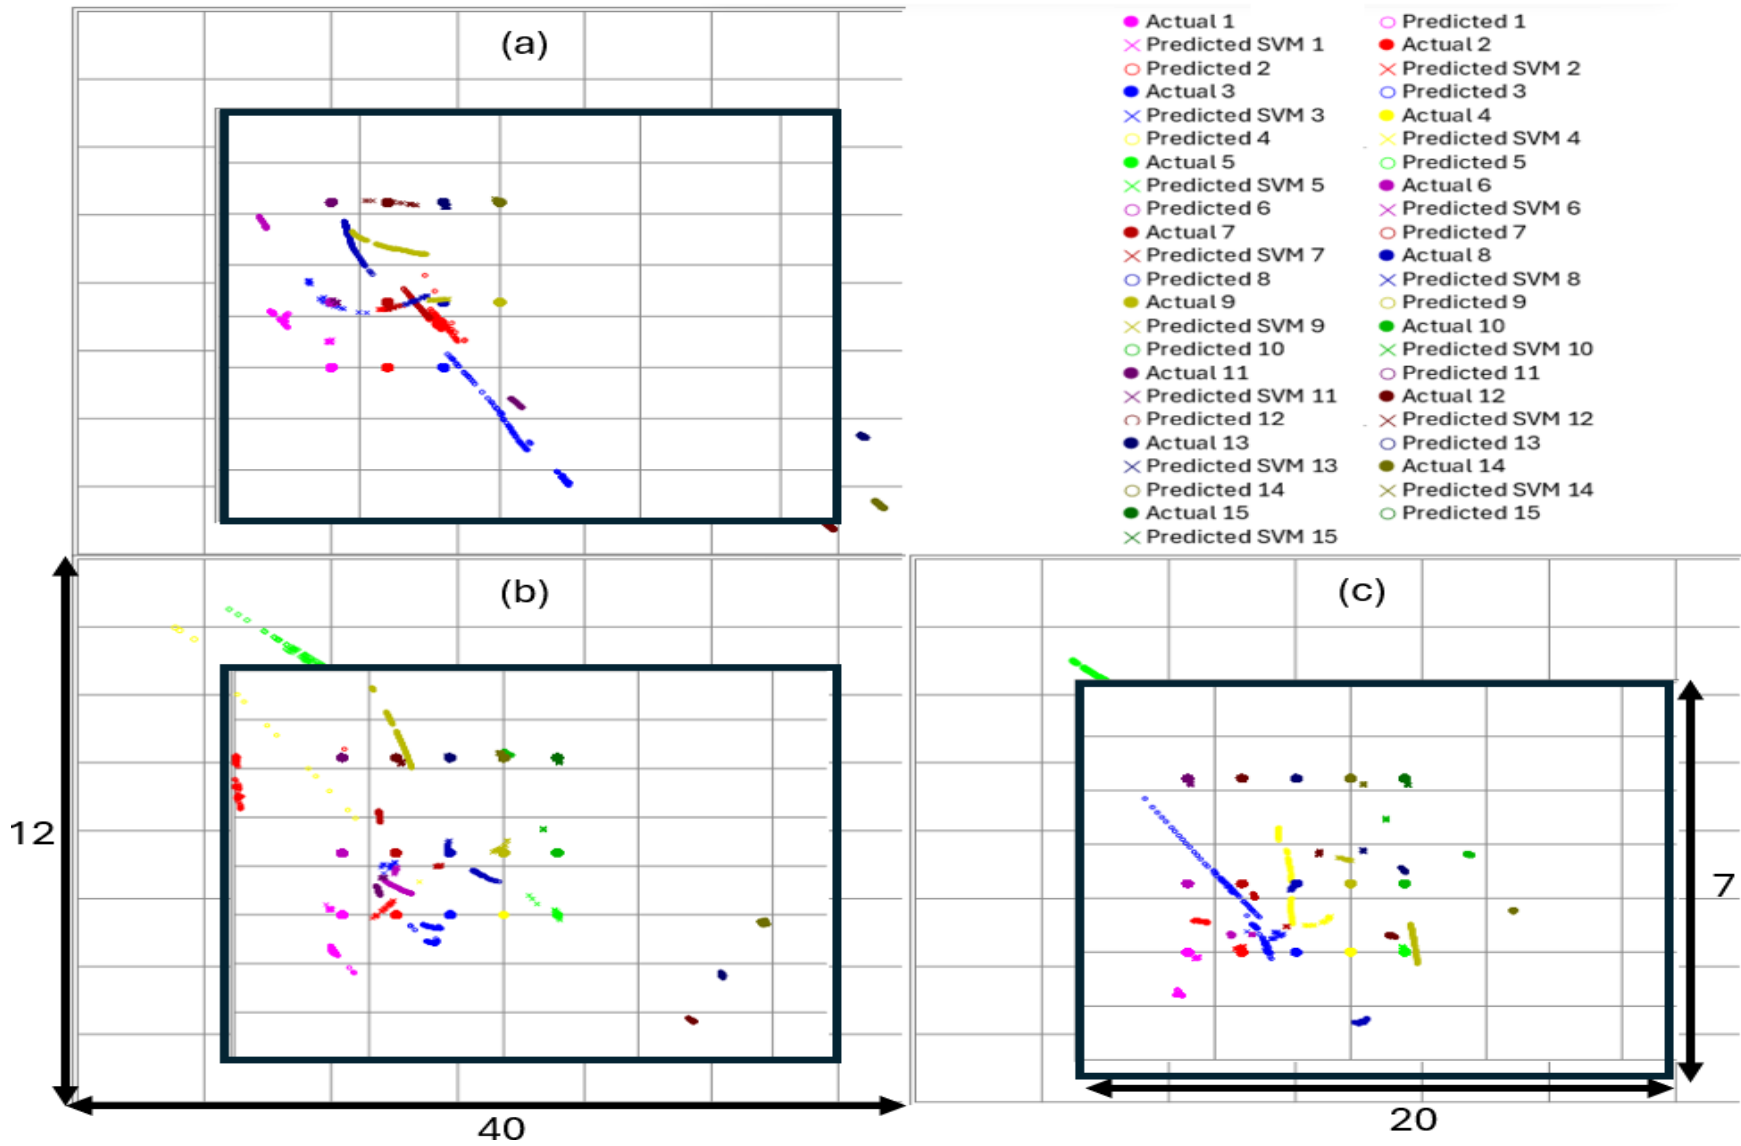 (a)
Actual 1 Predicted 1
Predicted SVM 1 Actual 2
Predicted 2 Predicted SVM 2
Actual 3 Predicted 3
Predicted SVM 3 Actual 4
Predicted 4 Predicted SVM 4
Actual 5 Predicted 5
Predicted SVM 5 Actual 6
Predicted 6 Predicted SVM 6
Actual 7 Predicted 7
Predicted SVM 7 Actual 8
Predicted 8 Predicted SVM 8
Actual 9 Predicted 9
Predicted SVM 9 Actual 10
Predicted 10 Predicted SVM 10
Actual 11 Predicted 11
Predicted SVM 11 Actual 12
Predicted 12 Predicted SVM 12
Actual 13 Predicted 13
Predicted SVM 13 Actual 14
Predicted 14 Predicted SVM 14
Actual 15 Predicted 15
Predicted SVM 15
(b) (c)
12 7
40 20